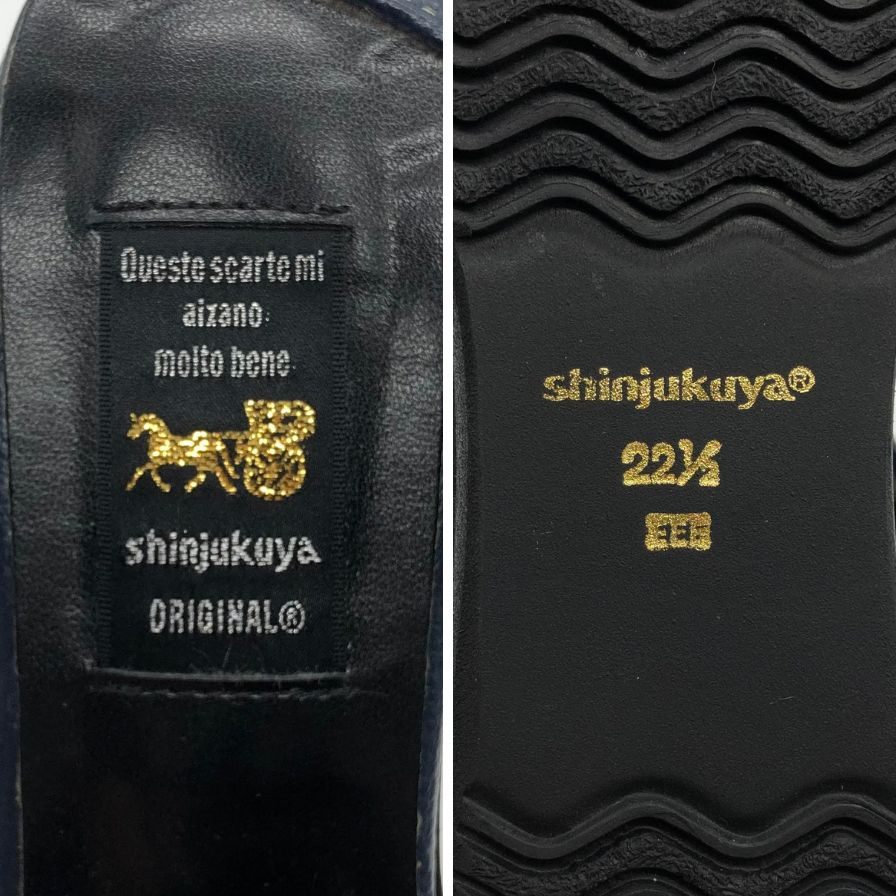 Queste scarte mi
aizano
molto bene
shinjukuya
ORIGINAL®
shinjukuya®
22½
EEE